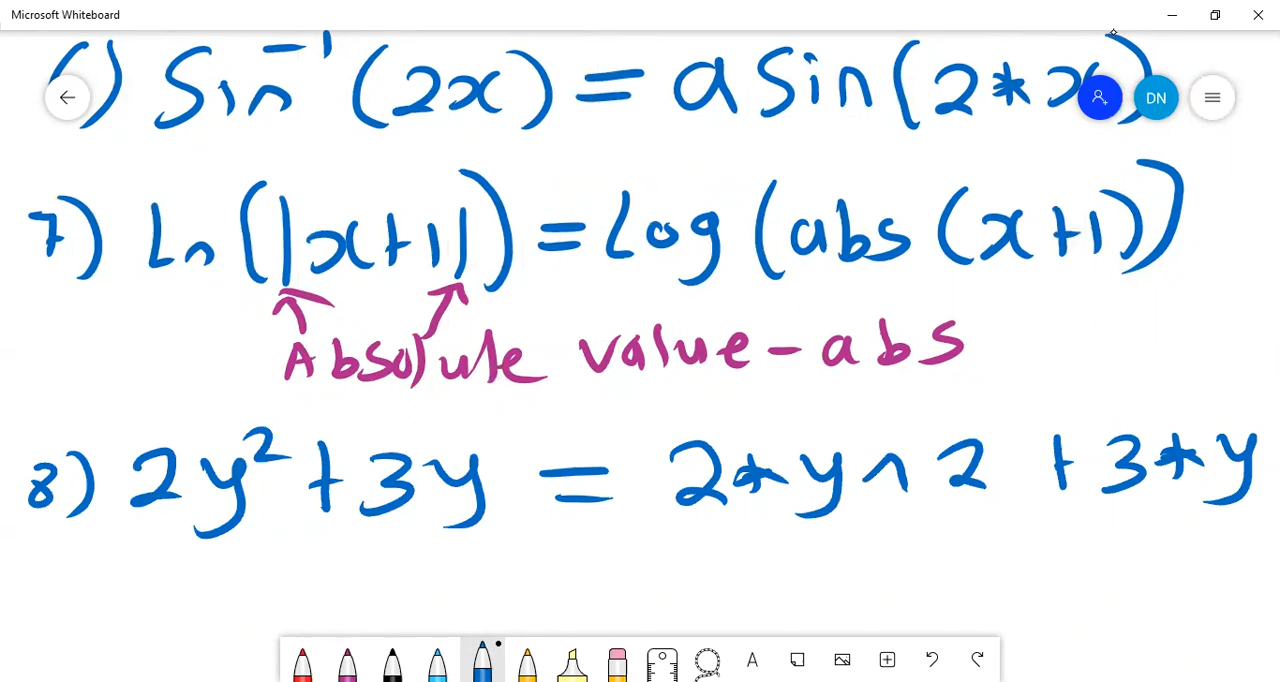 Microsoft Whiteboard
6) Sin⁻¹(2x) = aSin(2*x)
DN
7) Ln(|x+1|) = Log(abs(x+1))
Absolute value - abs
8) 2y² + 3y = 2*y^2 + 3*y
A